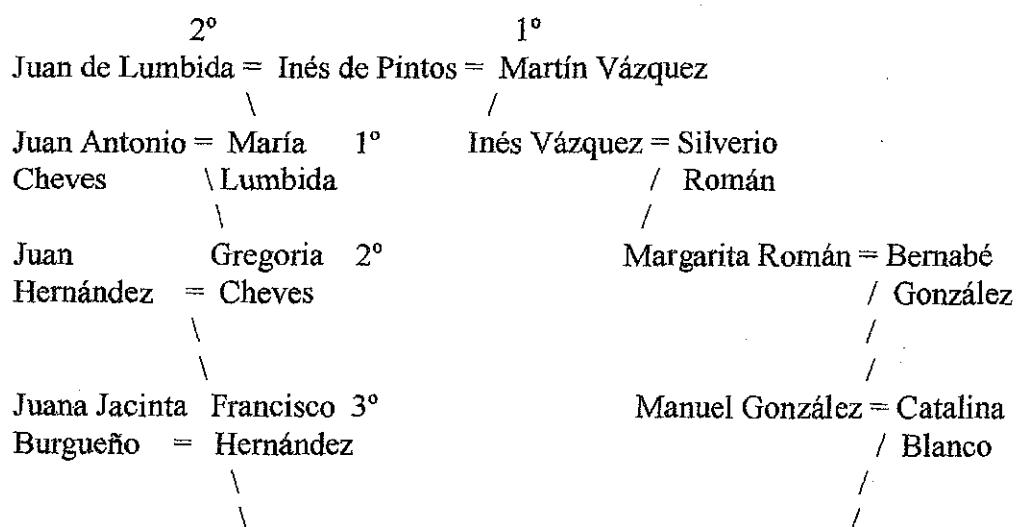 2º 1º
Juan de Lumbida = Inés de Pintos = Martín Vázquez
\ /
Juan Antonio = María 1º Inés Vázquez = Silverio
Cheves \ Lumbida / Román
\ /
Juan Gregoria 2º Margarita Román = Bernabé
Hernández = Cheves / González
\ /
\ /
Juana Jacinta Francisco 3º Manuel González = Catalina
Burgueño = Hernández / Blanco
\ /
\ /